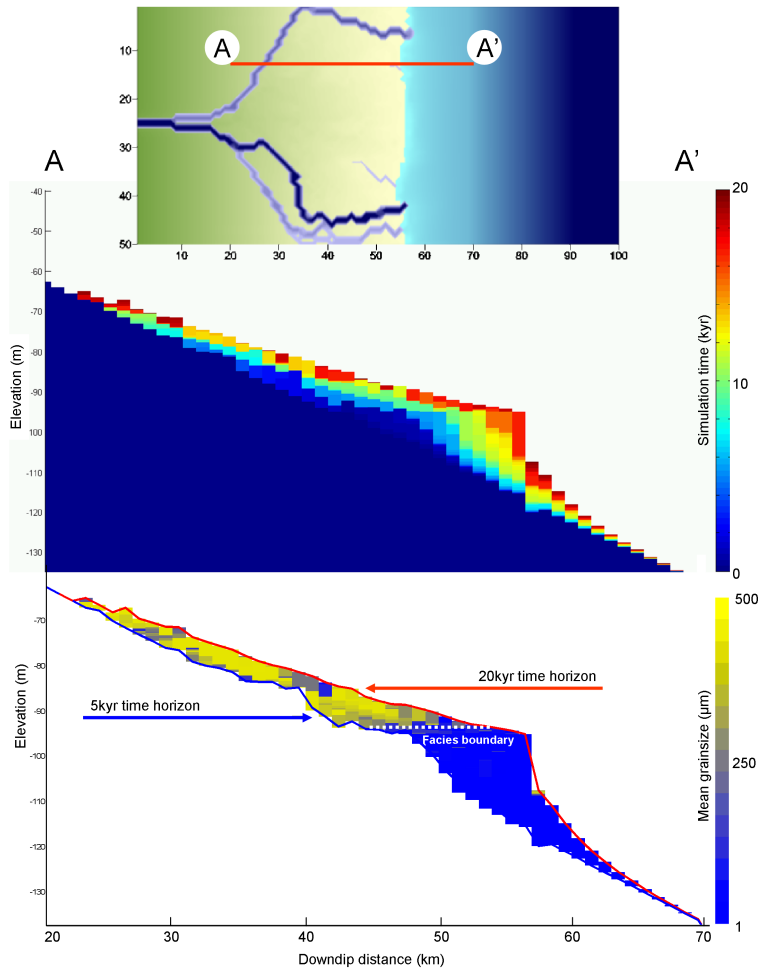 A A’
10
20
30
40
50
10 20 30 40 50 60 70 80 90 100
A A’
-40
-50
-60
-70
-80
-90
100
-110
-120
-130
Elevation (m)
20
10
0
Simulation time (kyr)
-70
-80
-90
-100
-110
-120
-130
Elevation (m)
20kyr time horizon
5kyr time horizon
Facies boundary
500
250
1
Mean grainsize (µm)
20 30 40 50 60 70
Downdip distance (km)